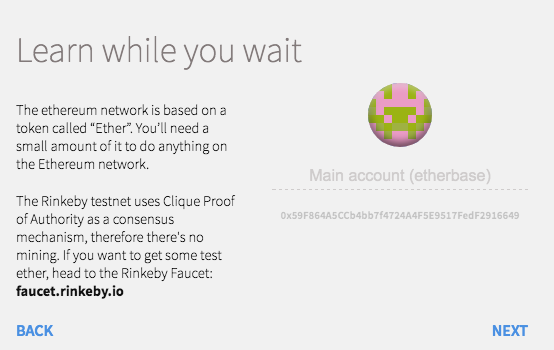 Learn while you wait
The ethereum network is based on a
token called “Ether”. You’ll need a
small amount of it to do anything on
the Ethereum network.
The Rinkeby testnet uses Clique Proof
of Authority as a consensus
mechanism, therefore there's no
mining. If you want to get some test
ether, head to the Rinkeby Faucet:
faucet.rinkeby.io
Main account (etherbase)
0x59F864A5CCb4bb7f4724A4F5E9517FedF2916649
BACK
NEXT